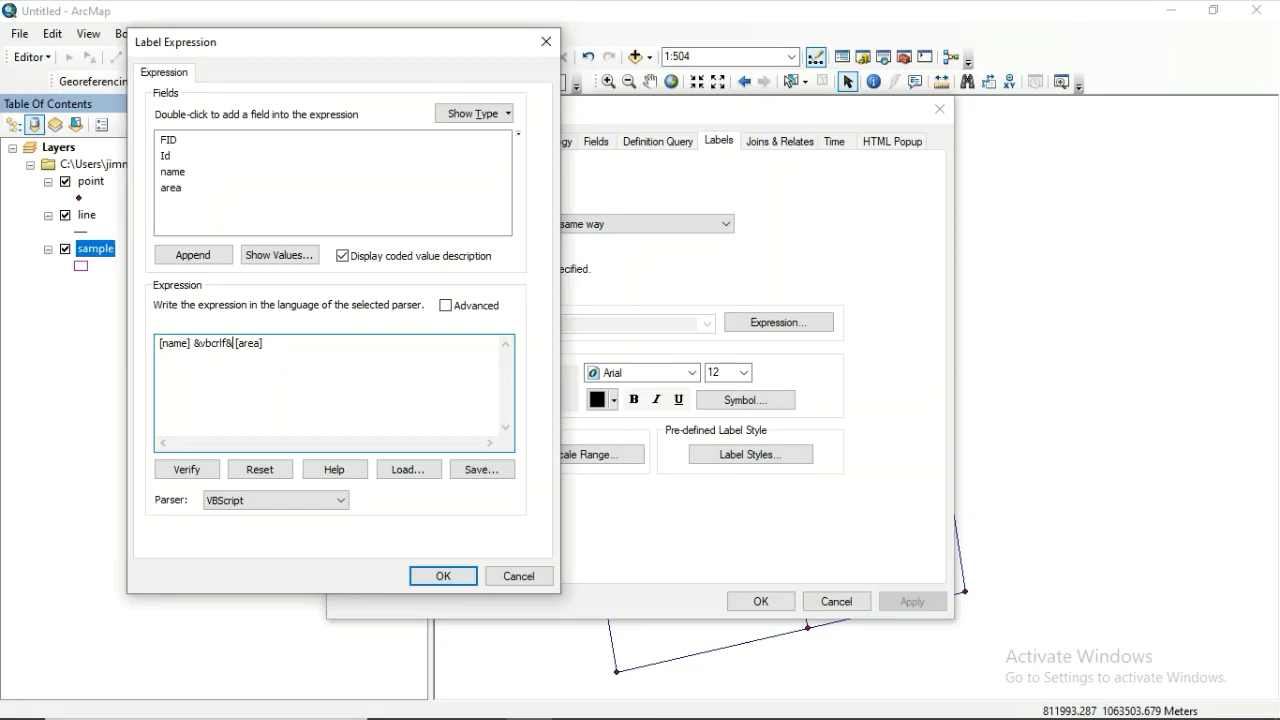 Untitled - ArcMap
File Edit View Bo
Editor
1:504
Georeferencin
Table Of Contents
Layers
C:\Users\jimn
point
line
sample
Label Expression
Expression
Fields
Double-click to add a field into the expression
Show Type
FID
Id
name
area
Append
Show Values...
Display coded value description
Expression
Write the expression in the language of the selected parser.
Advanced
[name] &vbcrlf& [area]
Verify
Reset
Help
Load...
Save...
Parser:
VBScript
OK
Cancel
gy Fields Definition Query Labels Joins & Relates Time HTML Popup
same way
ecified.
Expression...
Arial
12
B I U
Symbol....
Pre-defined Label Style
cale Range...
Label Styles...
OK
Cancel
Apply
Activate Windows
Go to Settings to activate Windows.
811993.287 1063503.679 Meters